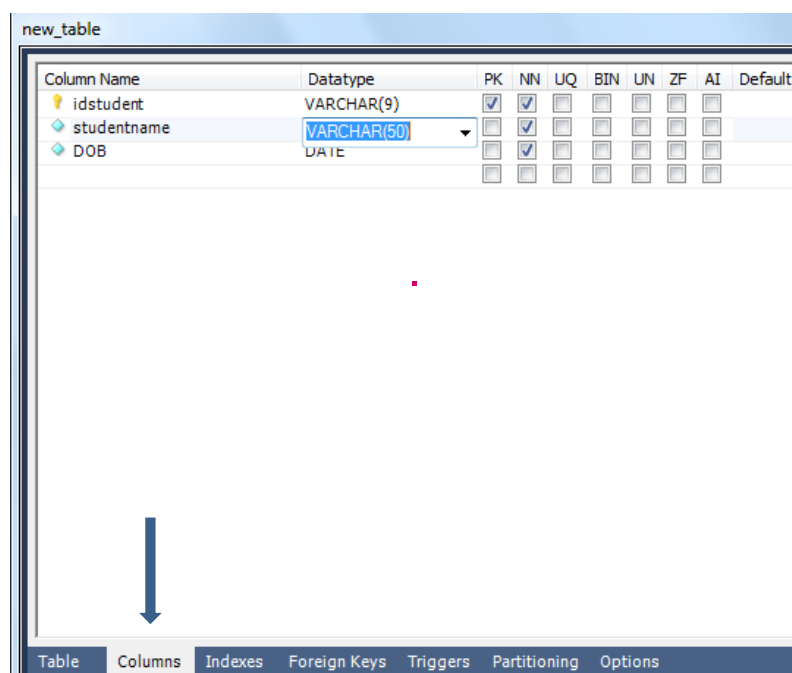 new_table
Column Name Datatype PK NN UQ BIN UN ZF AI Default
idstudent VARCHAR(9)
studentname VARCHAR(50)
DOB DATE
Table Columns Indexes Foreign Keys Triggers Partitioning Options